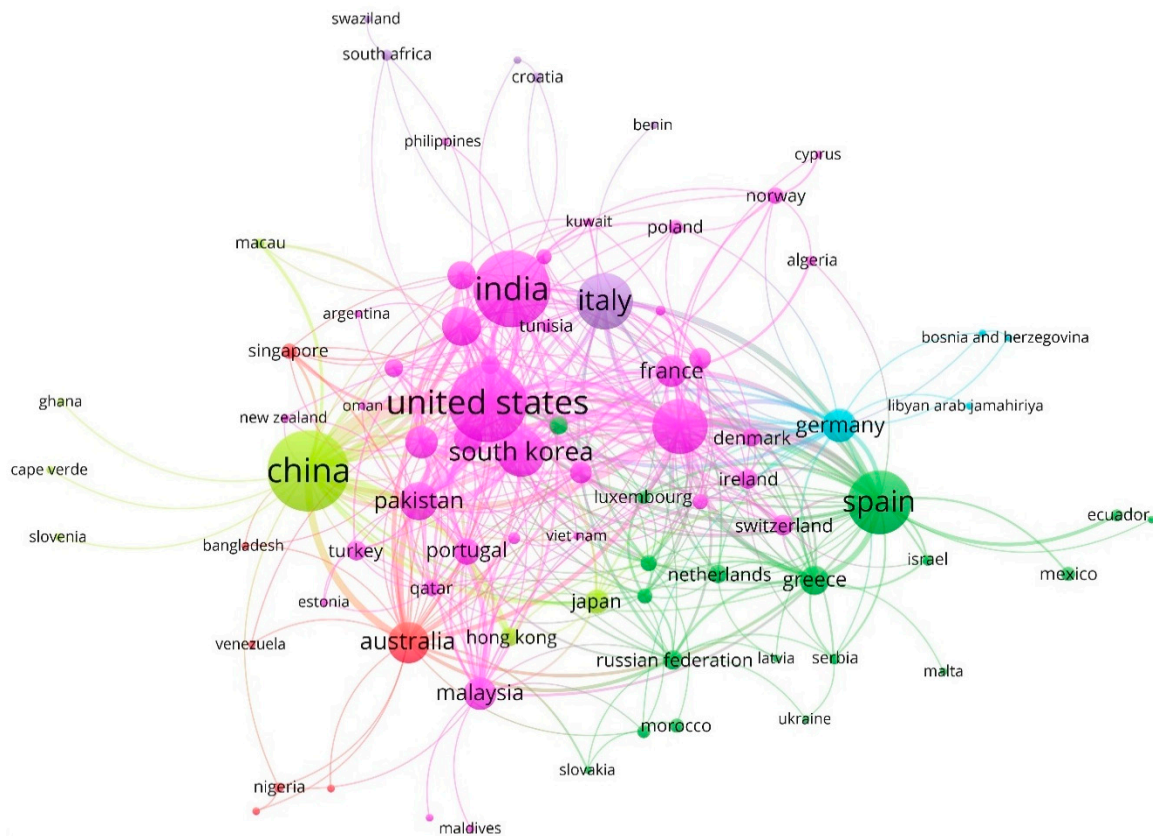 swaziland
south africa
croatia
philippines
benin
cyprus
norway
kuwait
poland
macau
algeria
india
italy
argentina
tunisia
bosnia and herzegovina
singapore
france
ghana
new zealand
oman
united states
libyan arab jamahiriya
germany
denmark
south korea
cape verde
china
ireland
pakistan
luxembourg
spain
switzerland
ecuador
slovenia
bangladesh
turkey
portugal
viet nam
israel
mexico
netherlands
greece
qatar
estonia
japan
venezuela
australia
hong kong
russian federation
latvia
serbia
malta
malaysia
ukraine
morocco
slovakia
nigeria
maldives